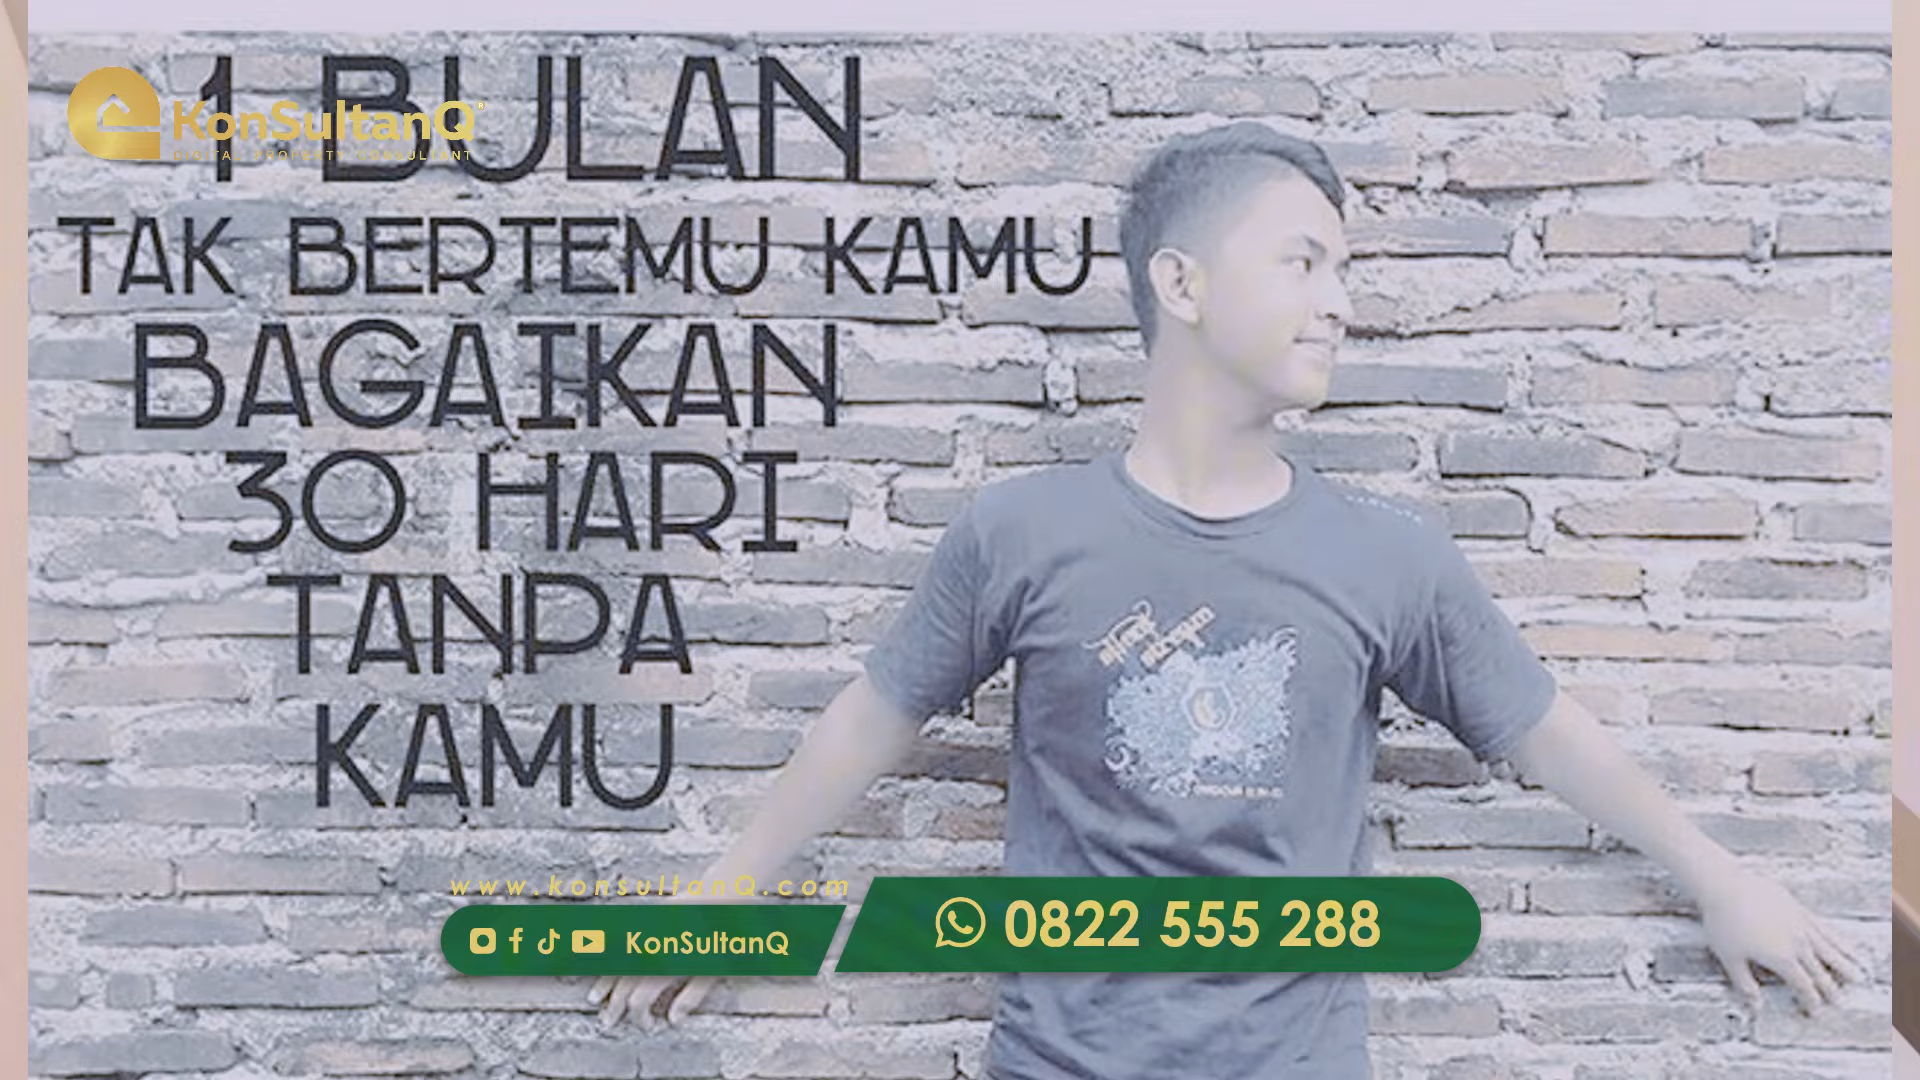 1 BULAN
KonSultanQ®
DIGITAL PROPERTY CONSULTANT
TAK BERTEMU KAMU
BAGAIKAN
30 HARI
TANPA
KAMU
www.konsultanQ.com
KonSultanQ
0822 555 288